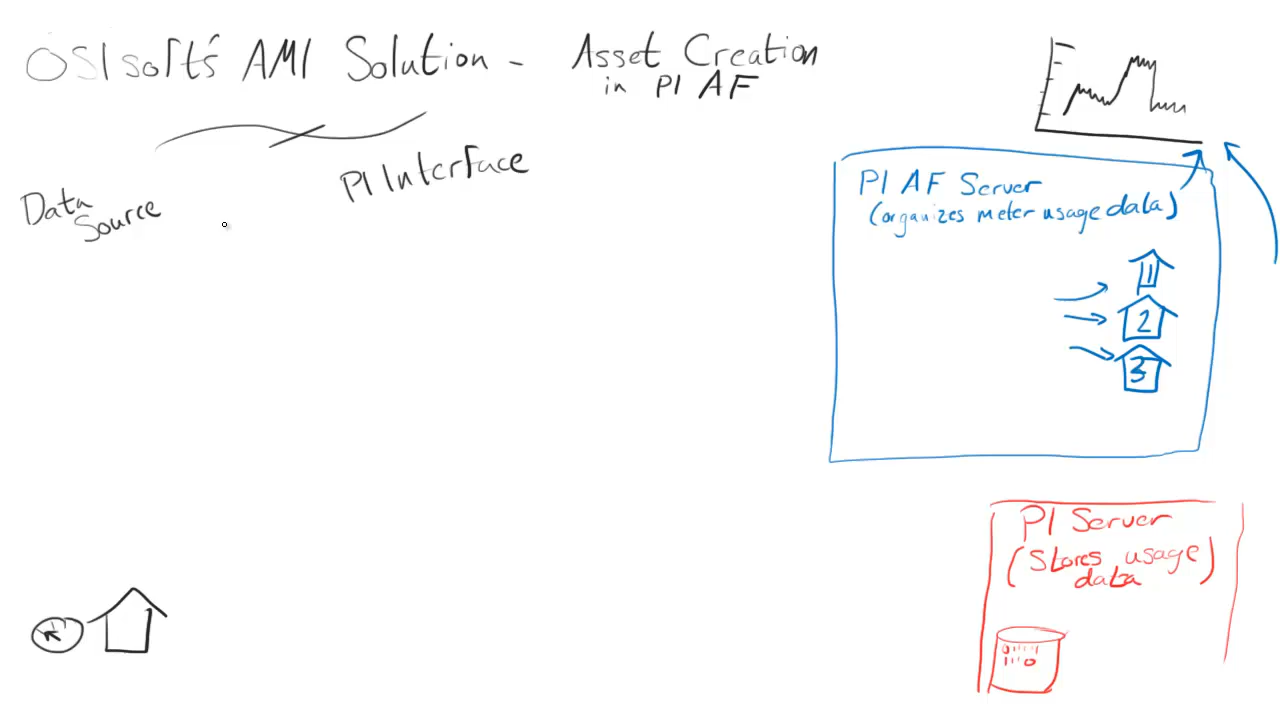 OSIsoft's AMI Solution - Asset Creation
in PI AF
Data
Source
PI Interface
PI AF Server
(organizes meter usage data)
1
2
3
PI Server
(Stores usage)
data